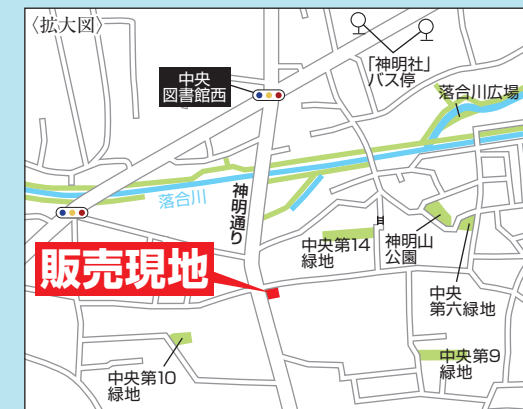 〈拡大図〉
「神明社」
バス停
中央
図書館西
落合川広場
落合川
神明通り
中央第14
緑地
神明山
公園
販売現地
中央
第六緑地
中央第10
緑地
中央第9
緑地